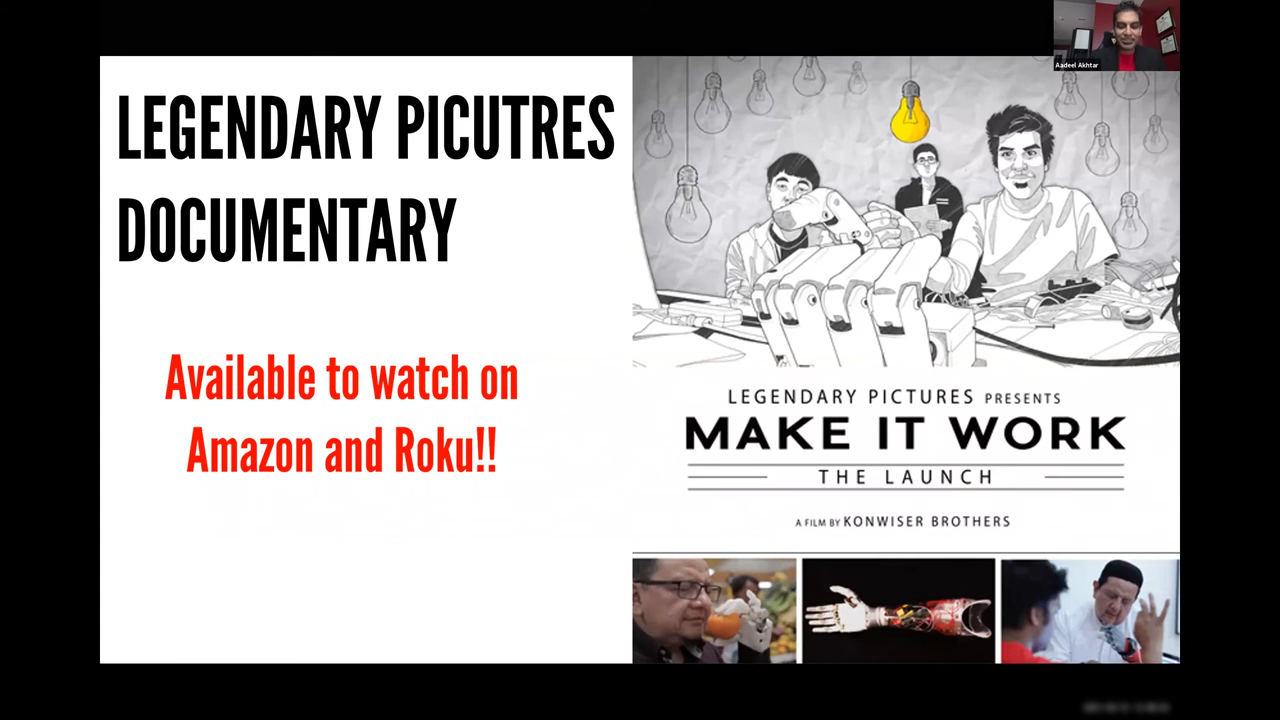 LEGENDARY PICUTRES
DOCUMENTARY
Available to watch on
Amazon and Roku!!
Aadeel Akhtar
LEGENDARY PICTURES PRESENTS
MAKE IT WORK
THE LAUNCH
A FILM BY KONWISER BROTHERS